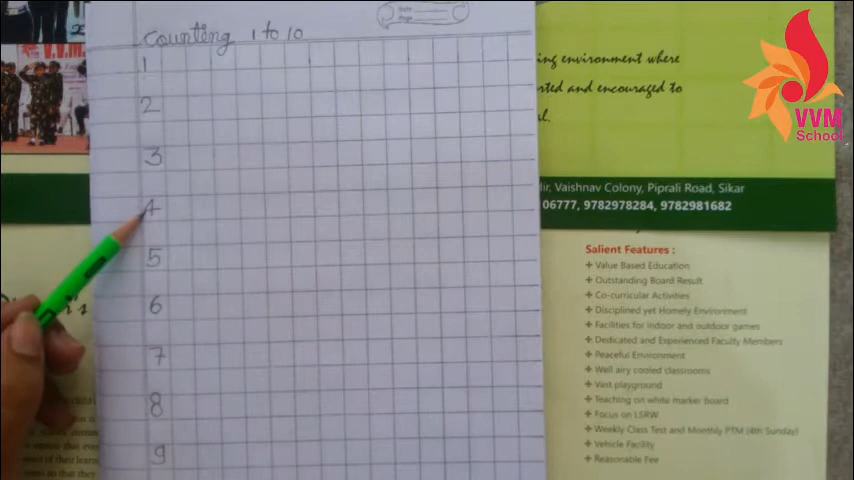 Counting 1 to 10
Date
Page
1
2
3
4
5
6
7
8
9
V.V.M.
ing environment where
rted and encouraged to
al.
VVM
School
ir, Vaishnav Colony, Piprali Road, Sikar
06777, 9782978284, 9782981682
Salient Features :
+ Value Based Education
+ Outstanding Board Result
+ Co-curricular Activities
+ Disciplined yet Homely Environment
+ Facilities for indoor and outdoor games
+ Dedicated and Experienced Faculty Members
+ Peaceful Environment
+ Well airy cooled classrooms
+ Vast playground
+ Teaching on white marker board
+ Focus on LSRW
+ Weekly Class Test and Monthly PTM (4th Sunday)
+ Vehicle Facility
+ Reasonable Fee